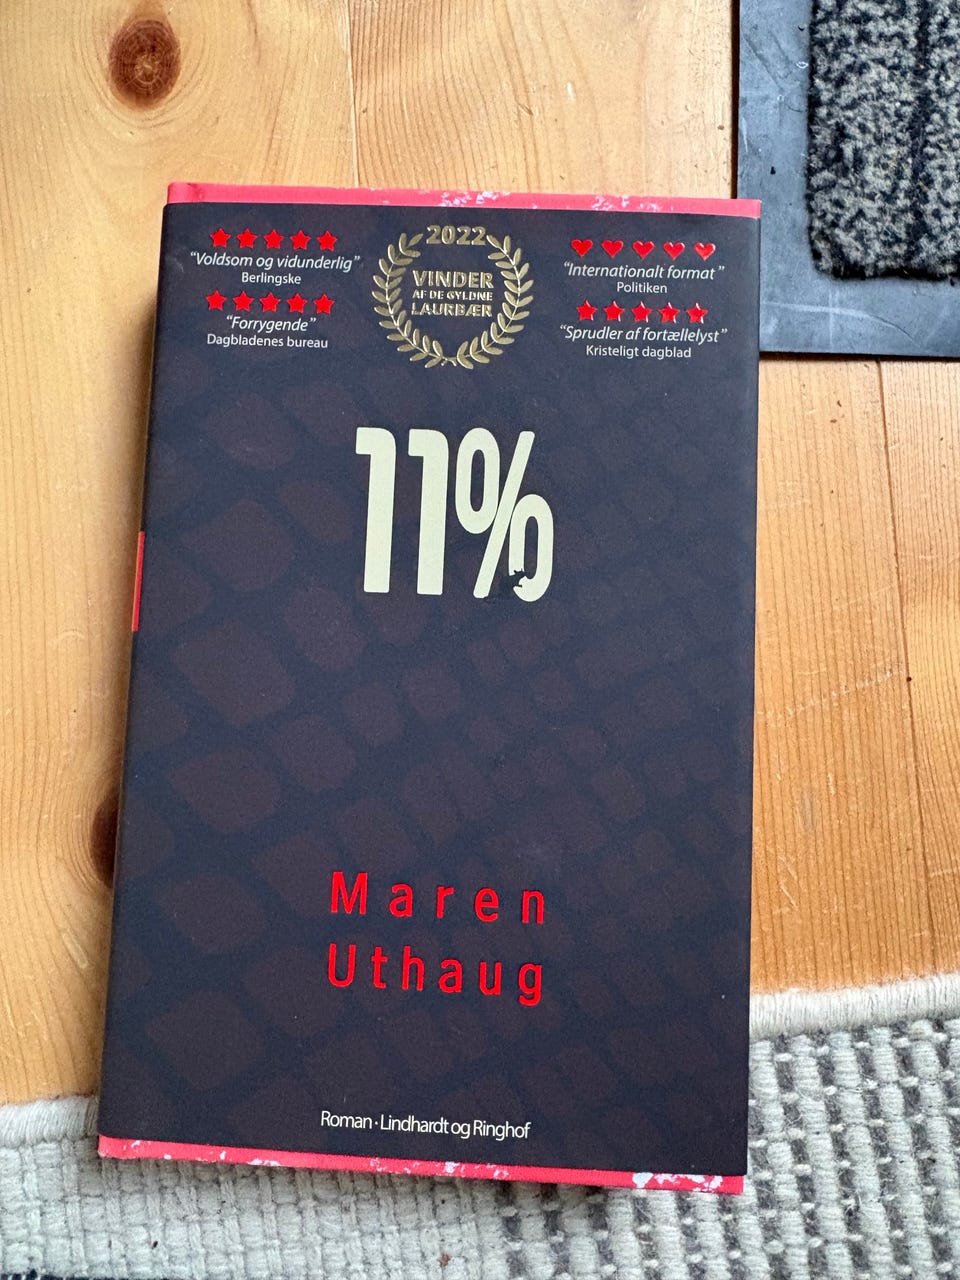 “Voldsom og vidunderlig”
Berlingske
“Forrygende”
Dagbladenes bureau
2022
VINDER
AF DE GYLDNE
LAURBÆR
“Internationalt format”
Politiken
“Sprudler af fortællelyst”
Kristeligt dagblad
11%
Maren
Uthaug
Roman · Lindhardt og Ringhof